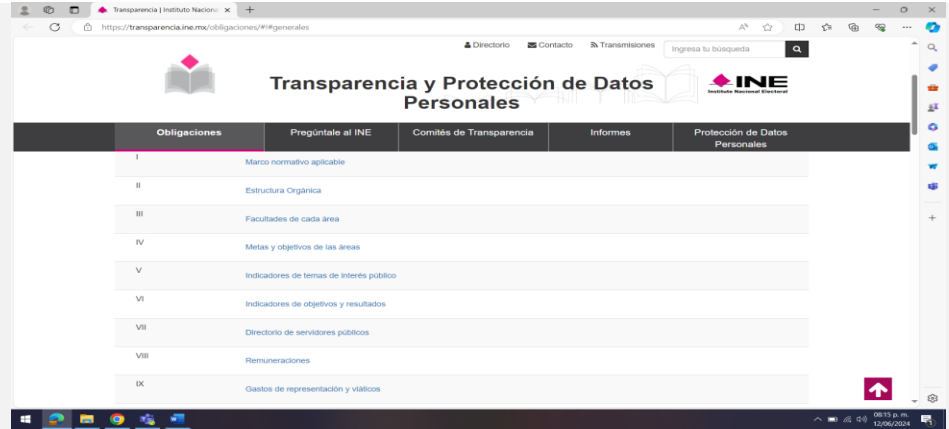 Transparencia | Instituto Naciona
https://transparencia.ine.mx/obligaciones/#!#generales
Directorio
Contacto
Transmisiones
Ingresa tu búsqueda
Transparencia y Protección de Datos
Personales
INE
Instituto Nacional Electoral
Obligaciones
Pregúntale al INE
Comités de Transparencia
Informes
Protección de Datos
Personales
I Marco normativo aplicable
II Estructura Orgánica
III Facultades de cada área
IV Metas y objetivos de las áreas
V Indicadores de temas de Interés público
VI Indicadores de objetivos y resultados
VII Directorio de servidores públicos
VIII Remuneraciones
IX Gastos de representación y viáticos
08:15 p. m.
12/06/2024